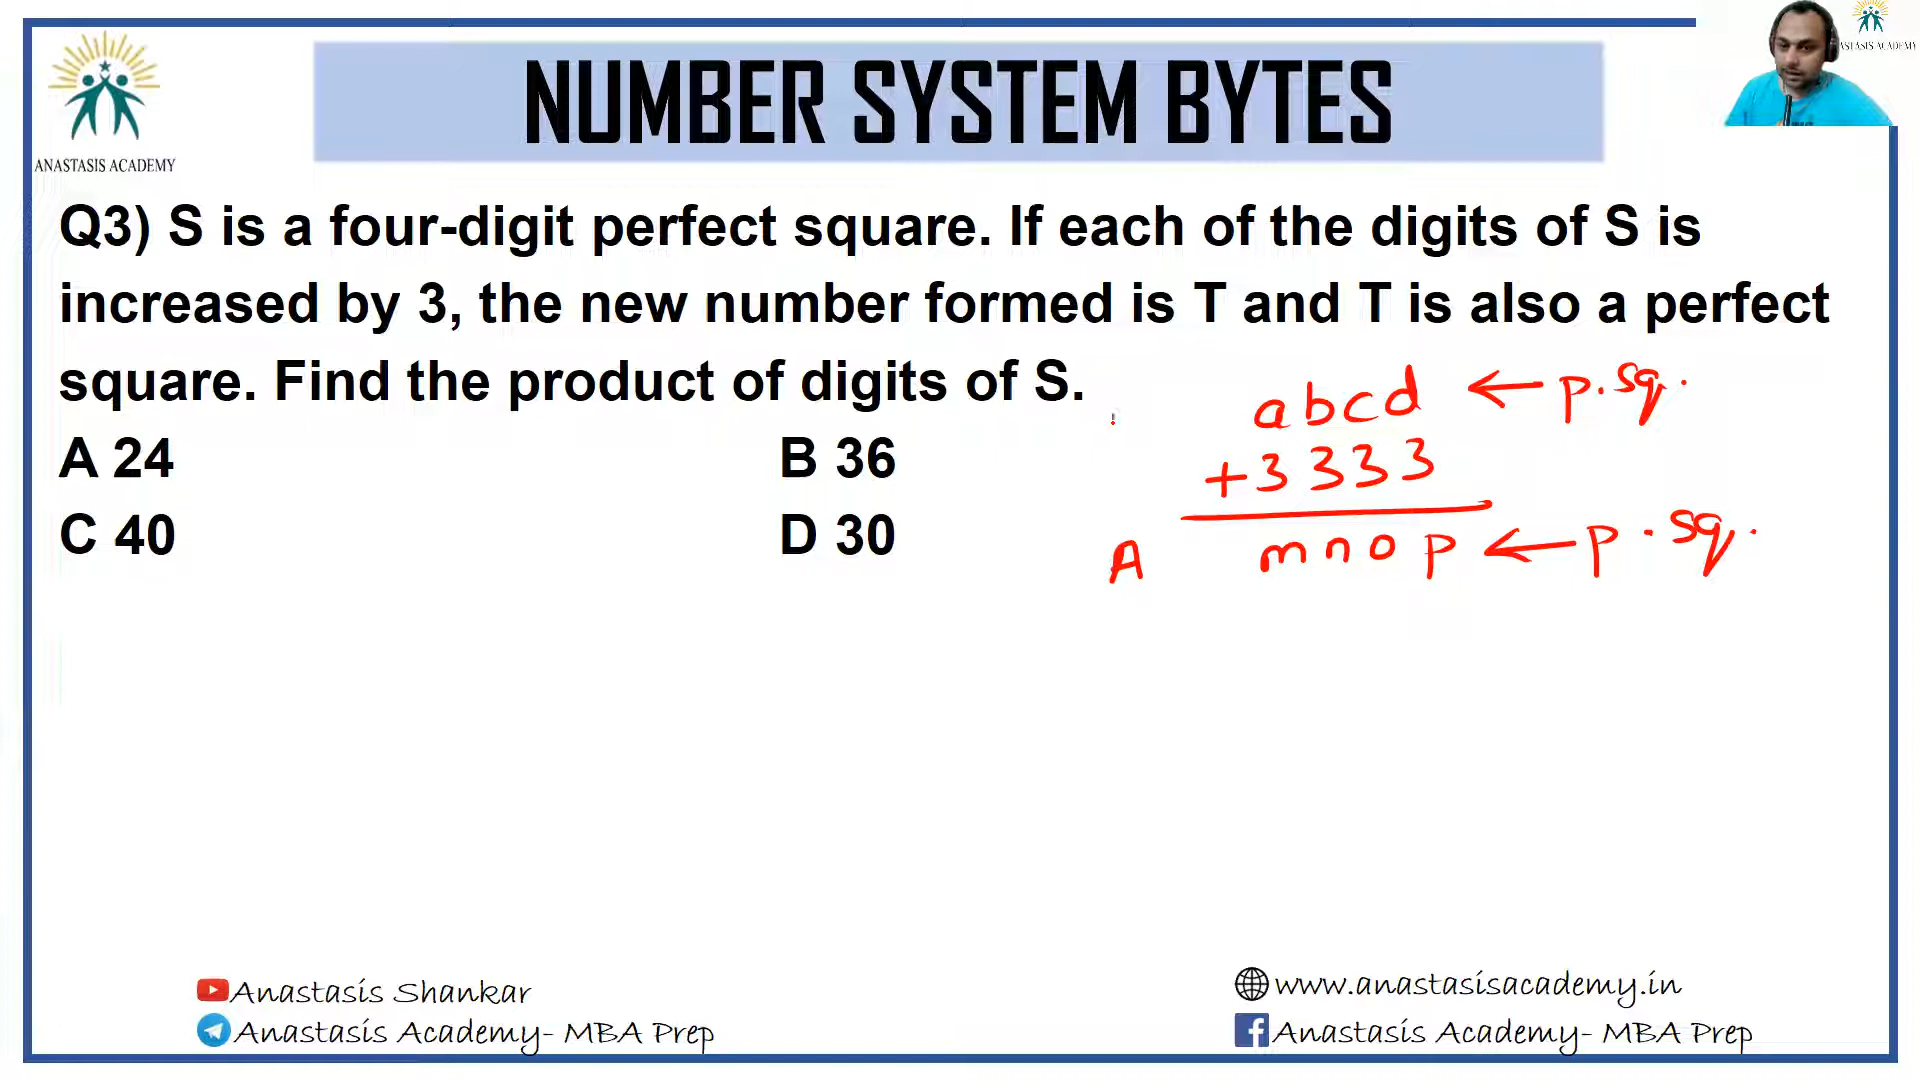 NUMBER SYSTEM BYTES
ANASTASIS ACADEMY
ASTASIS ACADEMY
Q3) S is a four-digit perfect square. If each of the digits of S is
increased by 3, the new number formed is T and T is also a perfect
square. Find the product of digits of S.
A 24
B 36
C 40
D 30
abcd ← p.sq.
+3333
A
mnop ← p.sq.
Anastasis Shankar
Anastasis Academy- MBA Prep
www.anastasisacademy.in
Anastasis Academy- MBA Prep